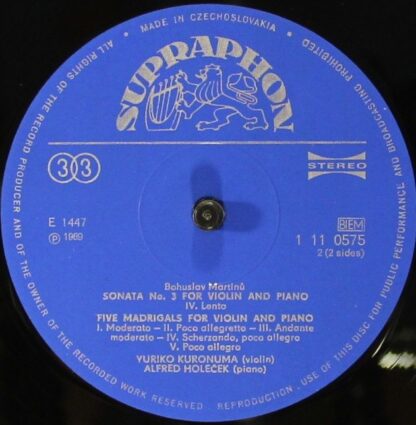 MADE IN CZECHOSLOVAKIA
ALL RIGHTS OF THE RECORD PRODUCER AND OF THE OWNER OF THE RECORDED WORK RESERVED . REPRODUCTION . USE OF THIS DISC FOR PUBLIC PERFORMANCE AND BROADCASTING PROHIBITED
SUPRAPHON
33
STEREO
E 1447
BIEM
Ⓟ 1969
1 11 0575
2 (2 sides)
Bohuslav Martinů
SONATA No. 3 FOR VIOLIN AND PIANO
IV. Lento
FIVE MADRIGALS FOR VIOLIN AND PIANO
I. Moderato – II. Poco allegretto – III. Andante
moderato – IV. Scherzando, poco allegro
V. Poco allegro
YURIKO KURONUMA (violin)
ALFRED HOLEČEK (piano)